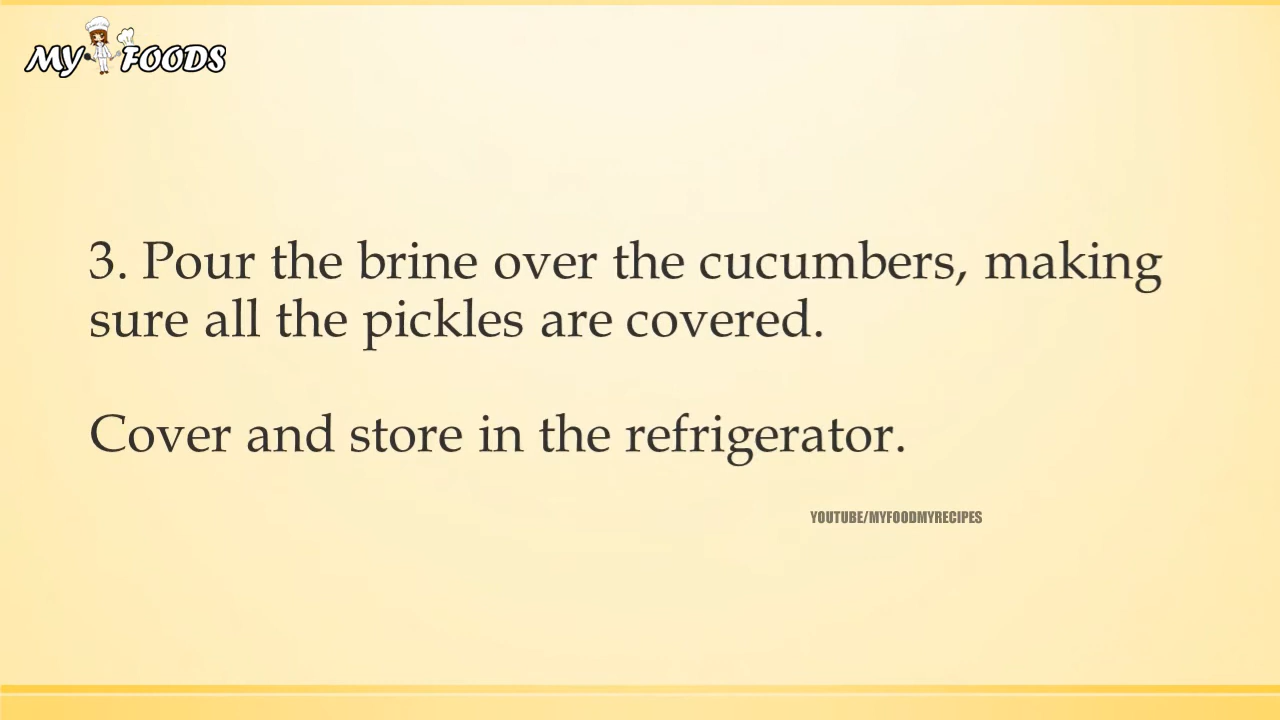 MY FOODS
3. Pour the brine over the cucumbers, making
sure all the pickles are covered.
Cover and store in the refrigerator.
YOUTUBE/MYFOODMYRECIPES